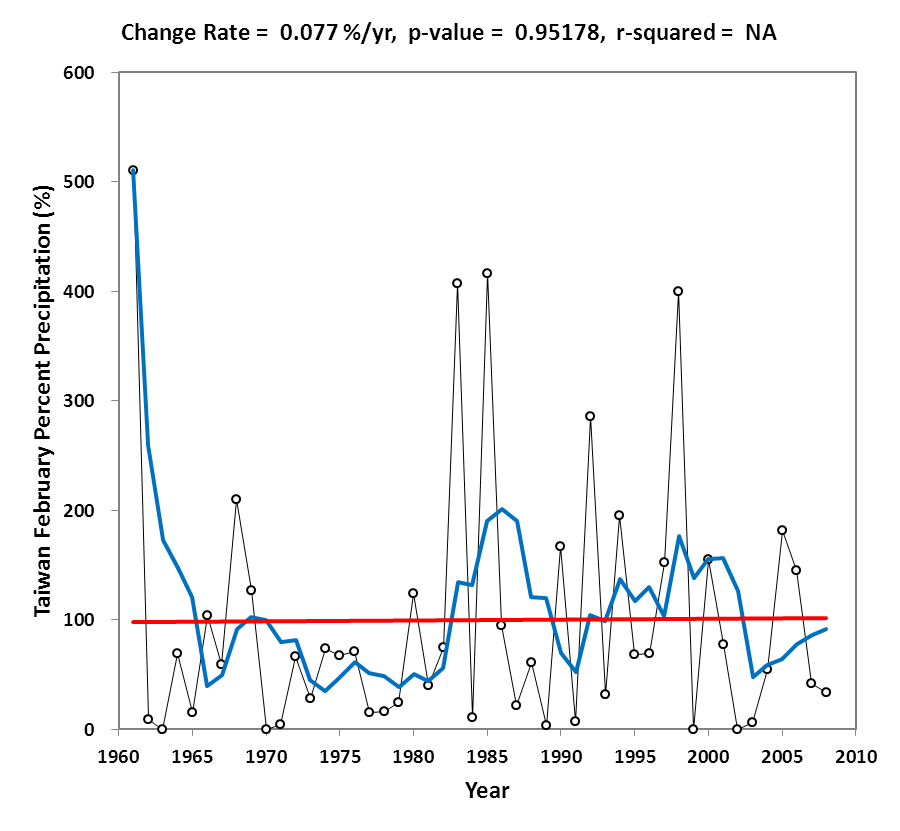 Change Rate = 0.077 %/yr, p-value = 0.95178, r-squared = NA
Taiwan February Percent Precipitation (%)
600
500
400
300
200
100
0
1960 1965 1970 1975 1980 1985 1990 1995 2000 2005 2010
Year